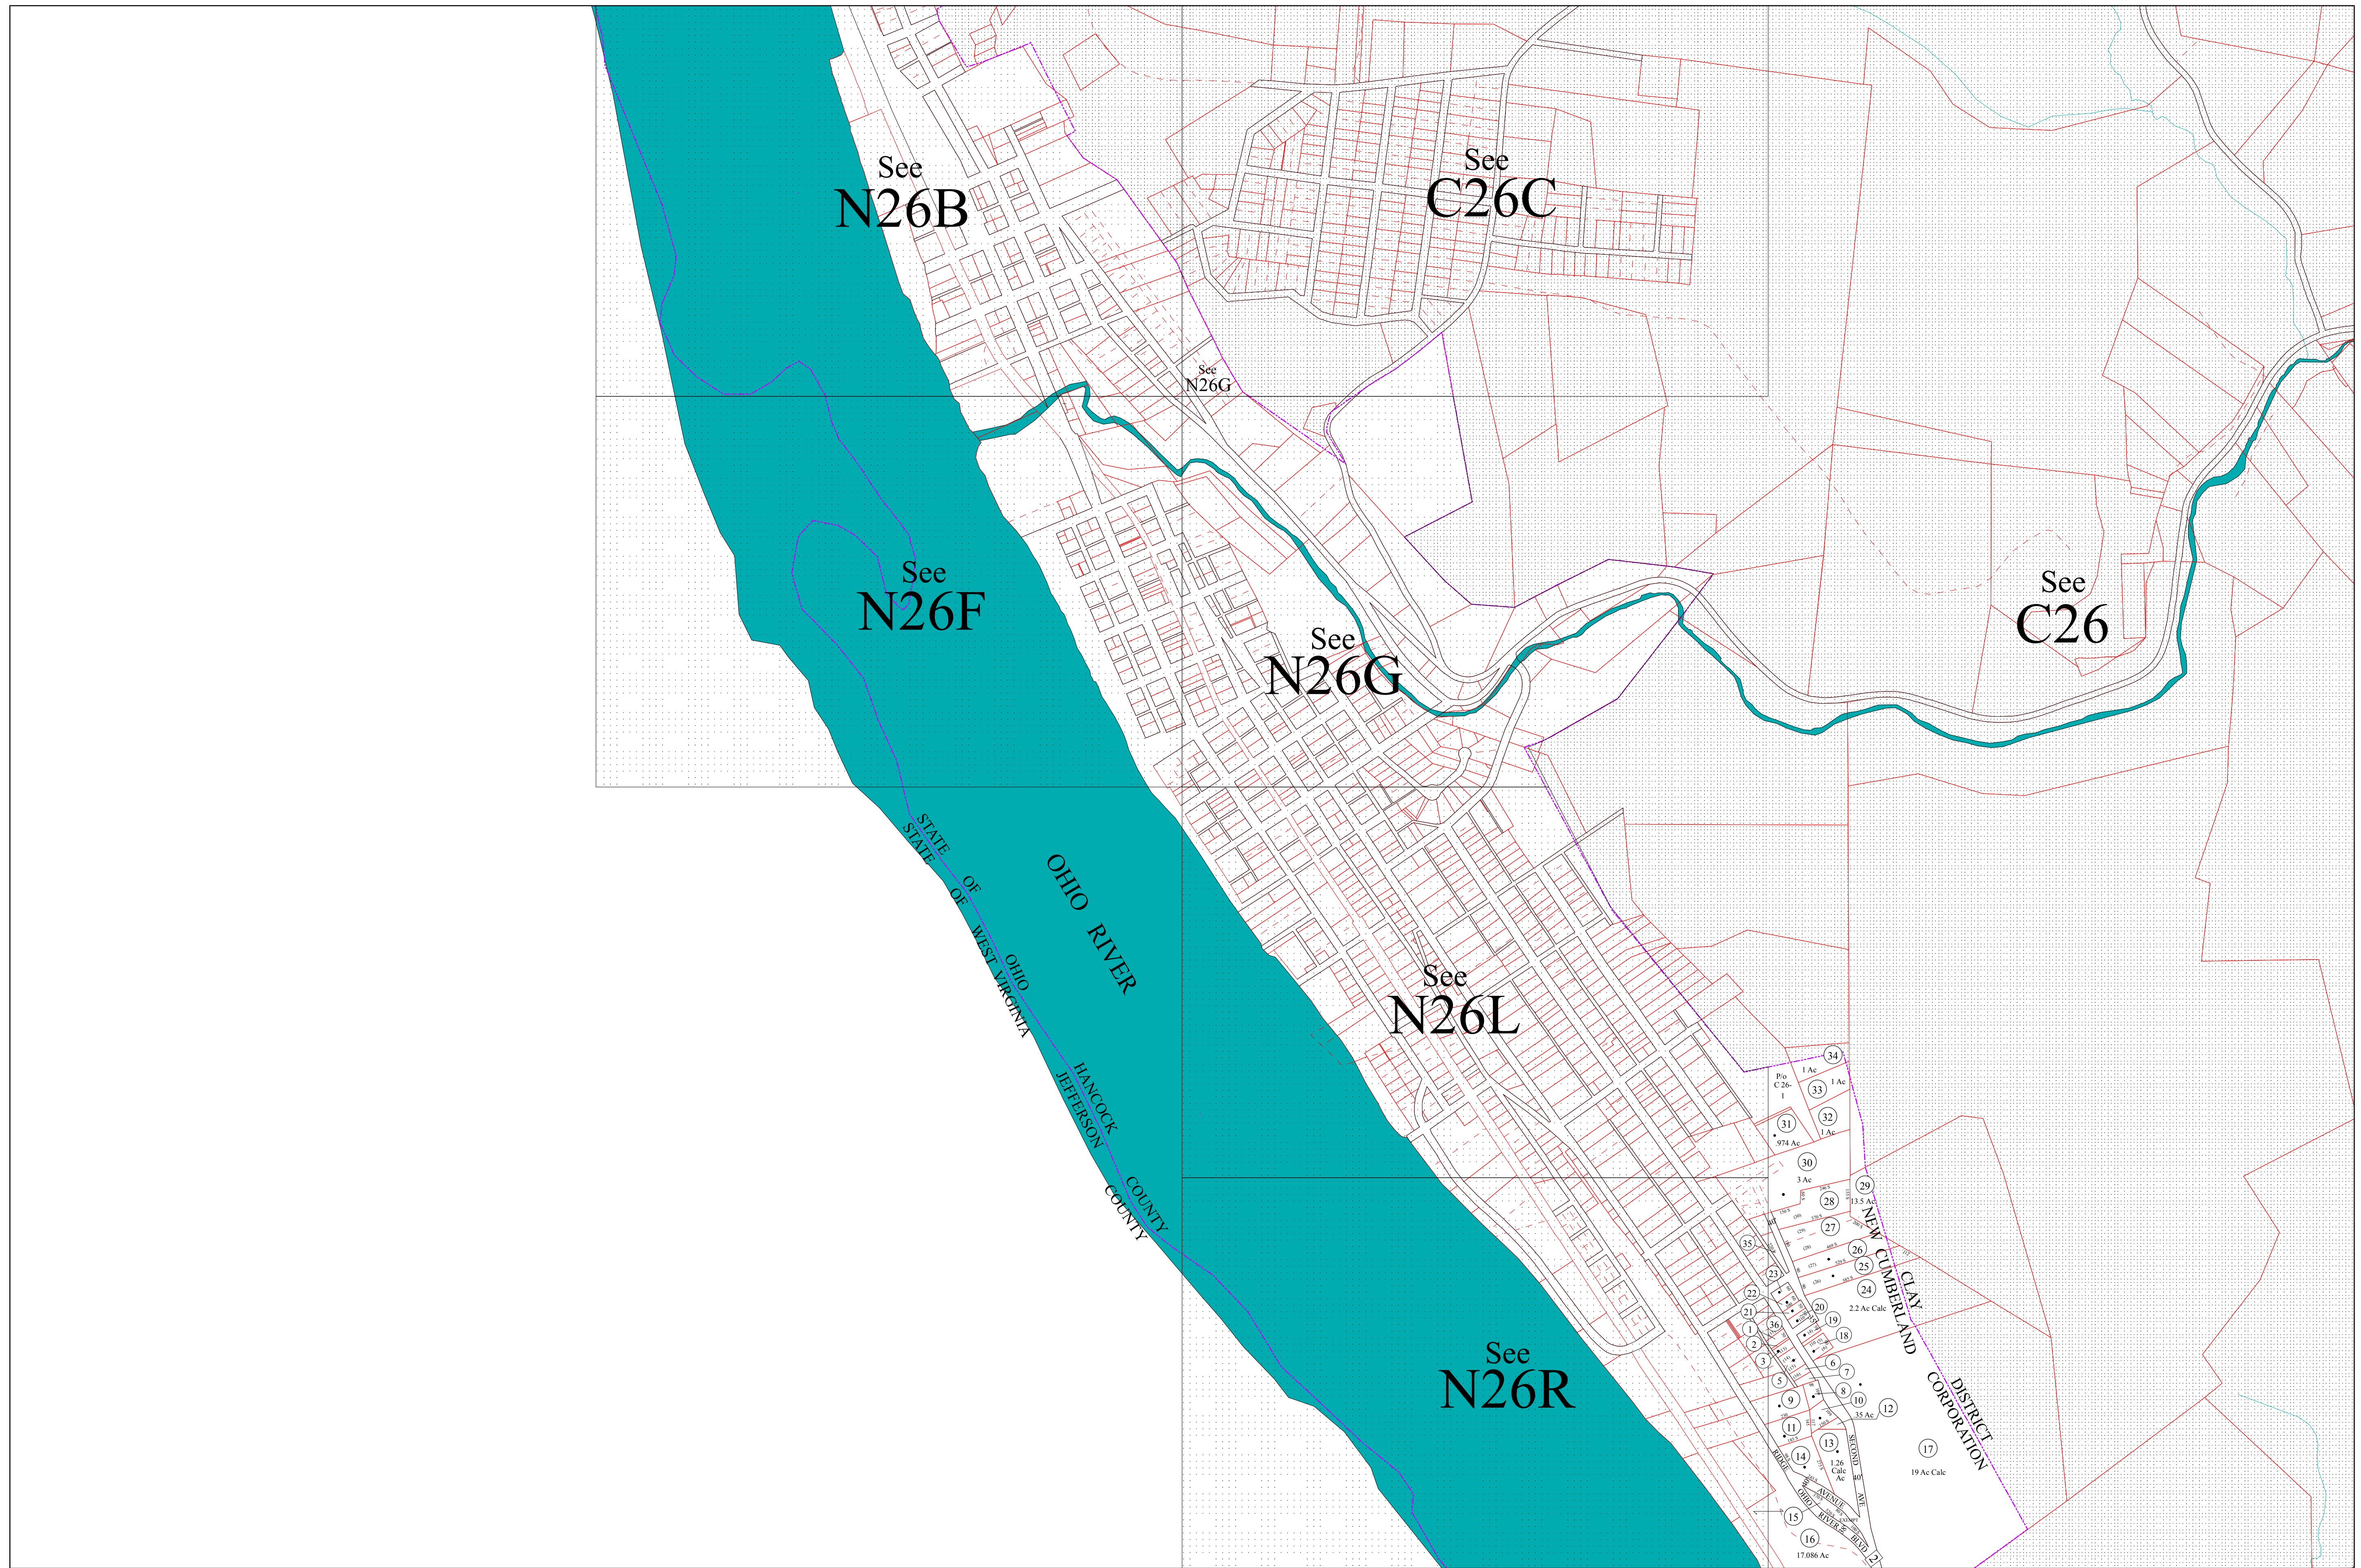 See
N26B
See
C26C
See
N26G
See
N26F
See
N26G
See
C26
STATE OF OHIO
STATE OF WEST VIRGINIA
OHIO RIVER
HANCOCK COUNTY
JEFFERSON COUNTY
See
N26L
See
N26R
34
P/o
C 26-
1
1 Ac
33
1 Ac
32
1 Ac
31
.974 Ac
30
3 Ac
29
13.5 Ac
28
27
35
26
25
24
2.2 Ac Calc
23
22
21
20
19
18
36
1
2
3
5
6
7
8
9
10
.35 Ac
12
11
13
1.26
Calc
Ac
14
17
19 Ac Calc
15
16
17.086 Ac
CLAY DISTRICT
NEW CUMBERLAND CORPORATION
SECOND AVE
40'
RIDGE AVENUE
OHIO RIVER BLVD
2